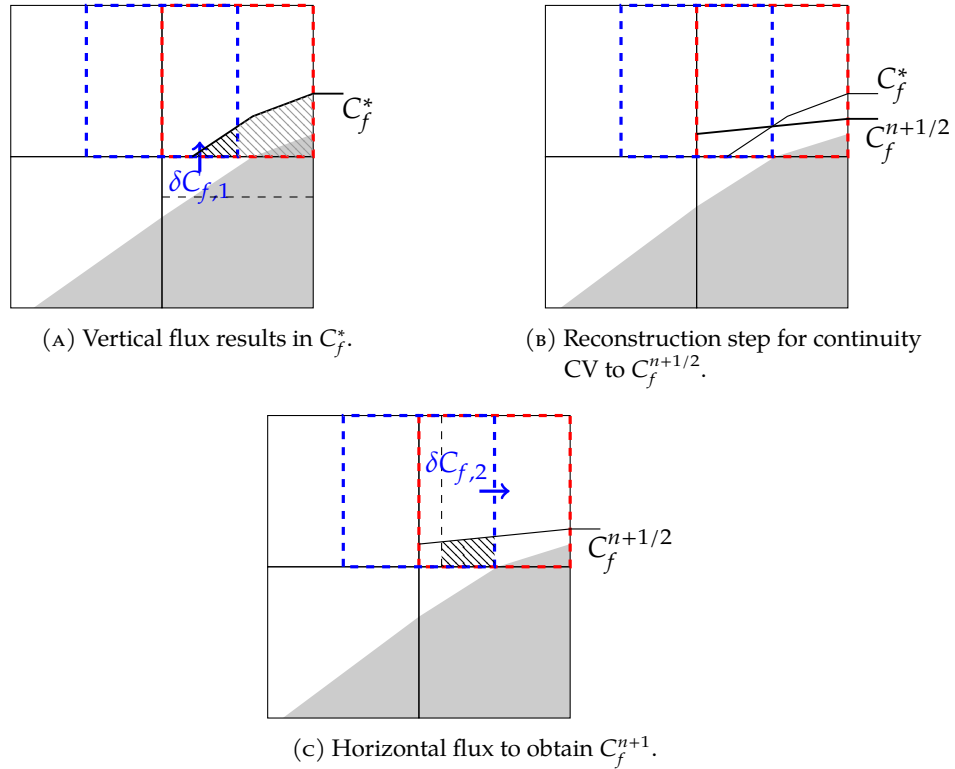 C_f^*
δC_{f,1}
(A) Vertical flux results in C_f^*.
C_f^*
C_f^{n+1/2}
(B) Reconstruction step for continuity
CV to C_f^{n+1/2}.
δC_{f,2}
C_f^{n+1/2}
(C) Horizontal flux to obtain C_f^{n+1}.